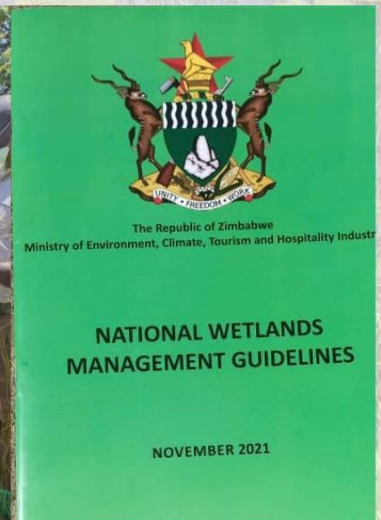 UNITY • FREEDOM • WORK
The Republic of Zimbabwe
Ministry of Environment, Climate, Tourism and Hospitality Industr
NATIONAL WETLANDS
MANAGEMENT GUIDELINES
NOVEMBER 2021